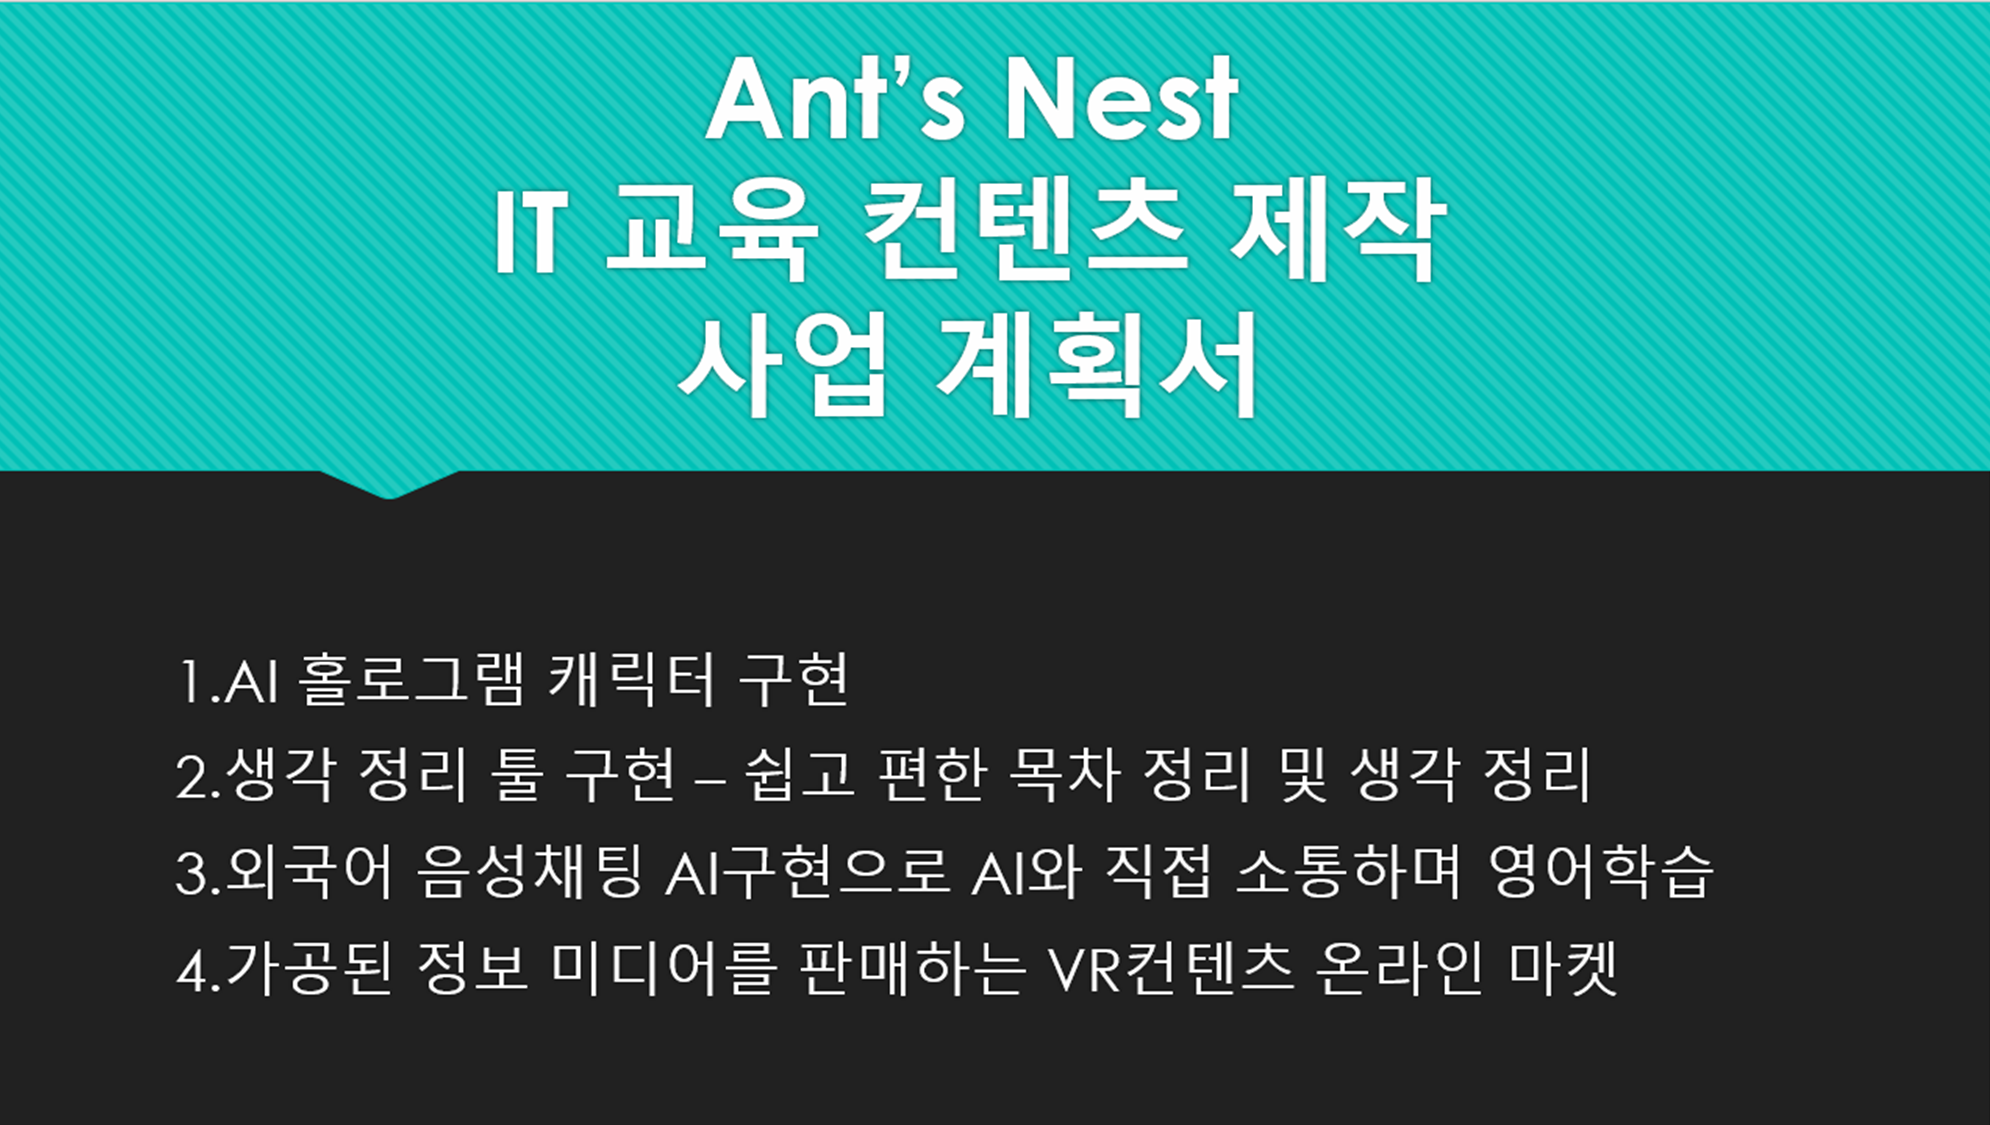 Ant’s Nest
IT 교육 컨텐츠 제작
사업 계획서
1.AI 홀로그램 캐릭터 구현
2.생각 정리 툴 구현 – 쉽고 편한 목차 정리 및 생각 정리
3.외국어 음성채팅 AI구현으로 AI와 직접 소통하며 영어학습
4.가공된 정보 미디어를 판매하는 VR컨텐츠 온라인 마켓